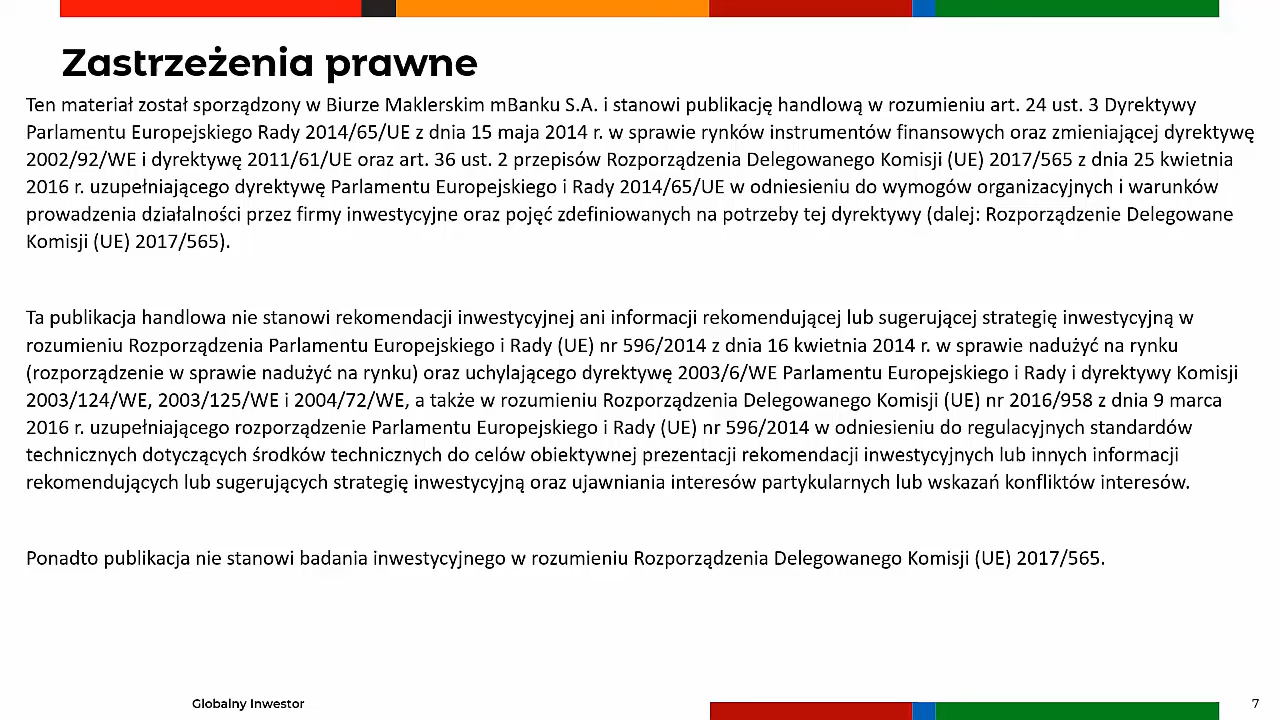 Zastrzeżenia prawne
Ten materiał został sporządzony w Biurze Maklerskim mBanku S.A. i stanowi publikację handlową w rozumieniu art. 24 ust. 3 Dyrektywy
Parlamentu Europejskiego Rady 2014/65/UE z dnia 15 maja 2014 r. w sprawie rynków instrumentów finansowych oraz zmieniającej dyrektywę
2002/92/WE i dyrektywę 2011/61/UE oraz art. 36 ust. 2 przepisów Rozporządzenia Delegowanego Komisji (UE) 2017/565 z dnia 25 kwietnia
2016 r. uzupełniającego dyrektywę Parlamentu Europejskiego i Rady 2014/65/UE w odniesieniu do wymogów organizacyjnych i warunków
prowadzenia działalności przez firmy inwestycyjne oraz pojęć zdefiniowanych na potrzeby tej dyrektywy (dalej: Rozporządzenie Delegowane
Komisji (UE) 2017/565).
Ta publikacja handlowa nie stanowi rekomendacji inwestycyjnej ani informacji rekomendującej lub sugerującej strategię inwestycyjną w
rozumieniu Rozporządzenia Parlamentu Europejskiego i Rady (UE) nr 596/2014 z dnia 16 kwietnia 2014 r. w sprawie nadużyć na rynku
(rozporządzenie w sprawie nadużyć na rynku) oraz uchylającego dyrektywę 2003/6/WE Parlamentu Europejskiego i Rady i dyrektywy Komisji
2003/124/WE, 2003/125/WE i 2004/72/WE, a także w rozumieniu Rozporządzenia Delegowanego Komisji (UE) nr 2016/958 z dnia 9 marca
2016 r. uzupełniającego rozporządzenie Parlamentu Europejskiego i Rady (UE) nr 596/2014 w odniesieniu do regulacyjnych standardów
technicznych dotyczących środków technicznych do celów obiektywnej prezentacji rekomendacji inwestycyjnych lub innych informacji
rekomendujących lub sugerujących strategię inwestycyjną oraz ujawniania interesów partykularnych lub wskazań konfliktów interesów.
Ponadto publikacja nie stanowi badania inwestycyjnego w rozumieniu Rozporządzenia Delegowanego Komisji (UE) 2017/565.
Globalny Inwestor
7